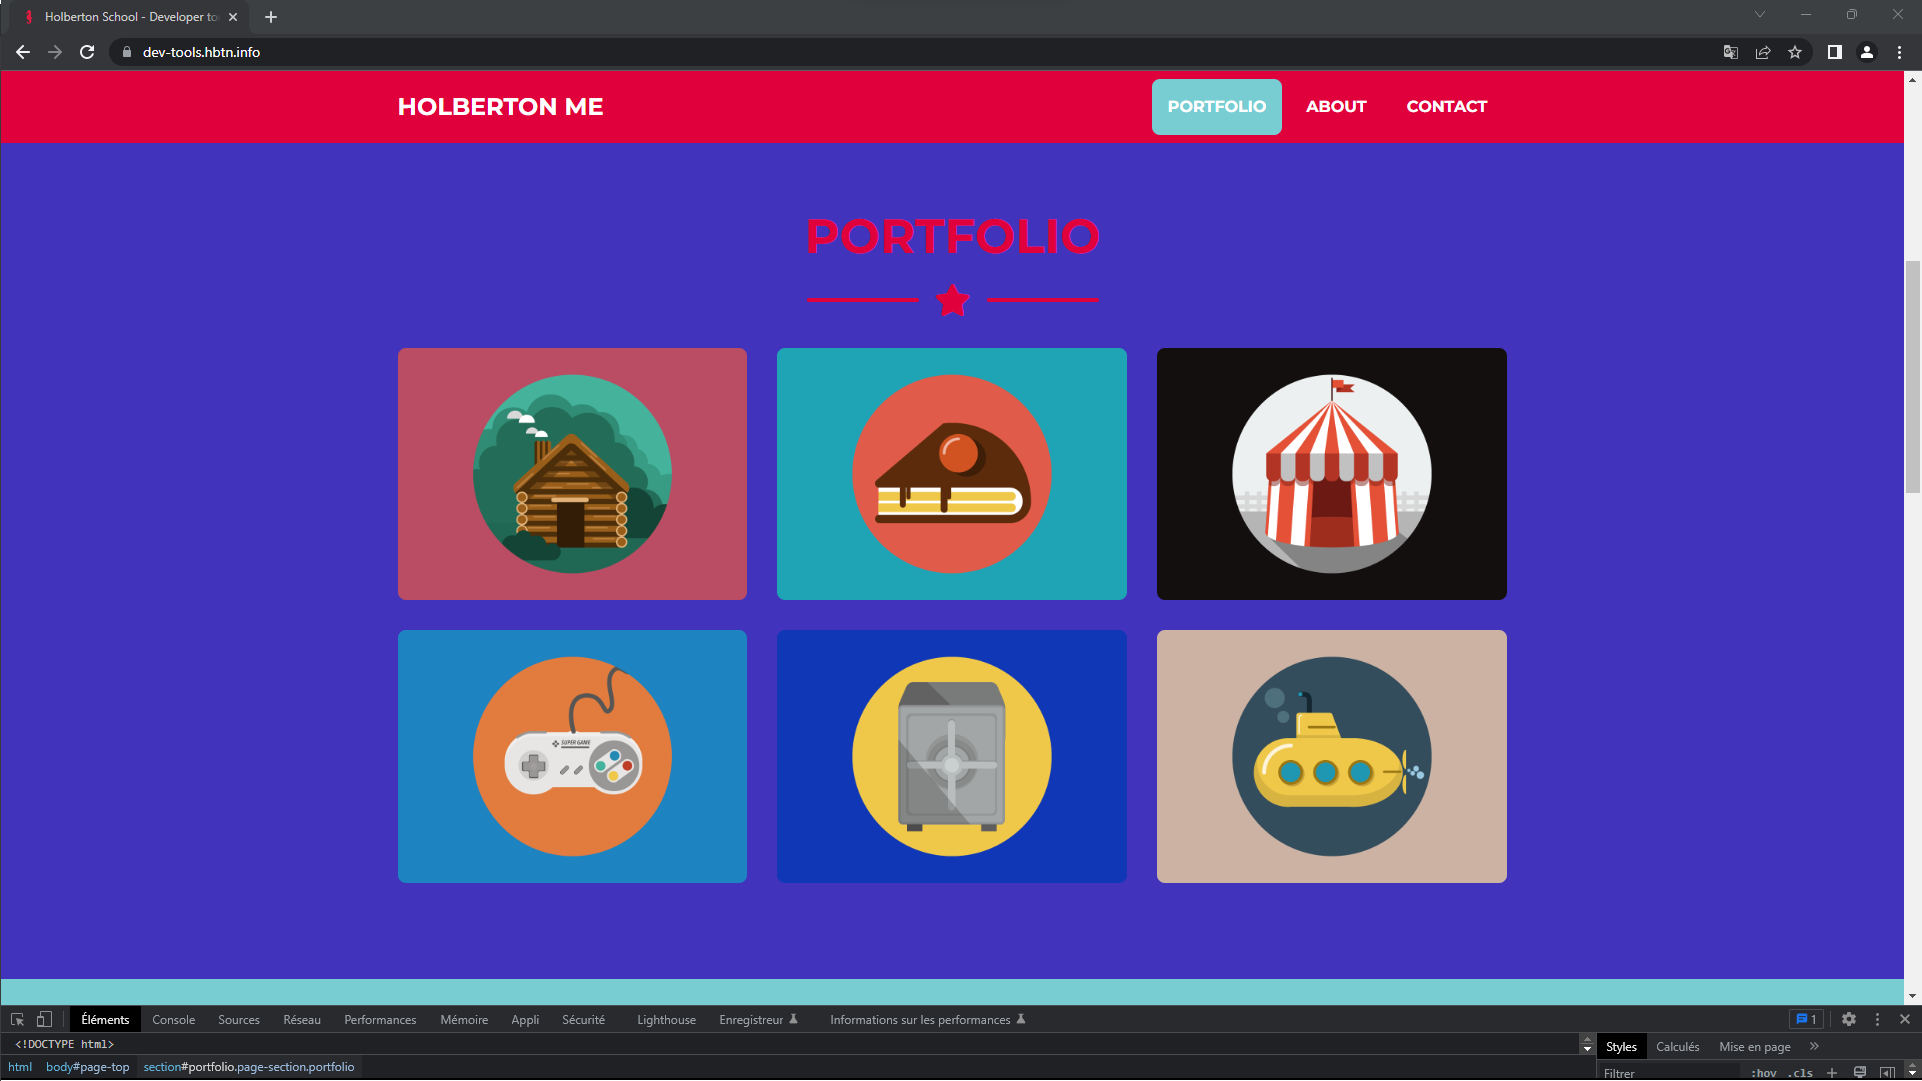 Holberton School - Developer to
dev-tools.hbtn.info
HOLBERTON ME
PORTFOLIO
ABOUT
CONTACT
PORTFOLIO
SUPER GAME
Éléments
Console
Sources
Réseau
Performances
Mémoire
Appli
Sécurité
Lighthouse
Enregistreur
Informations sur les performances
1
<!DOCTYPE html>
Styles
Calculés
Mise en page
html
body#page-top
section#portfolio.page-section.portfolio
Filtrer
:hov
.cls